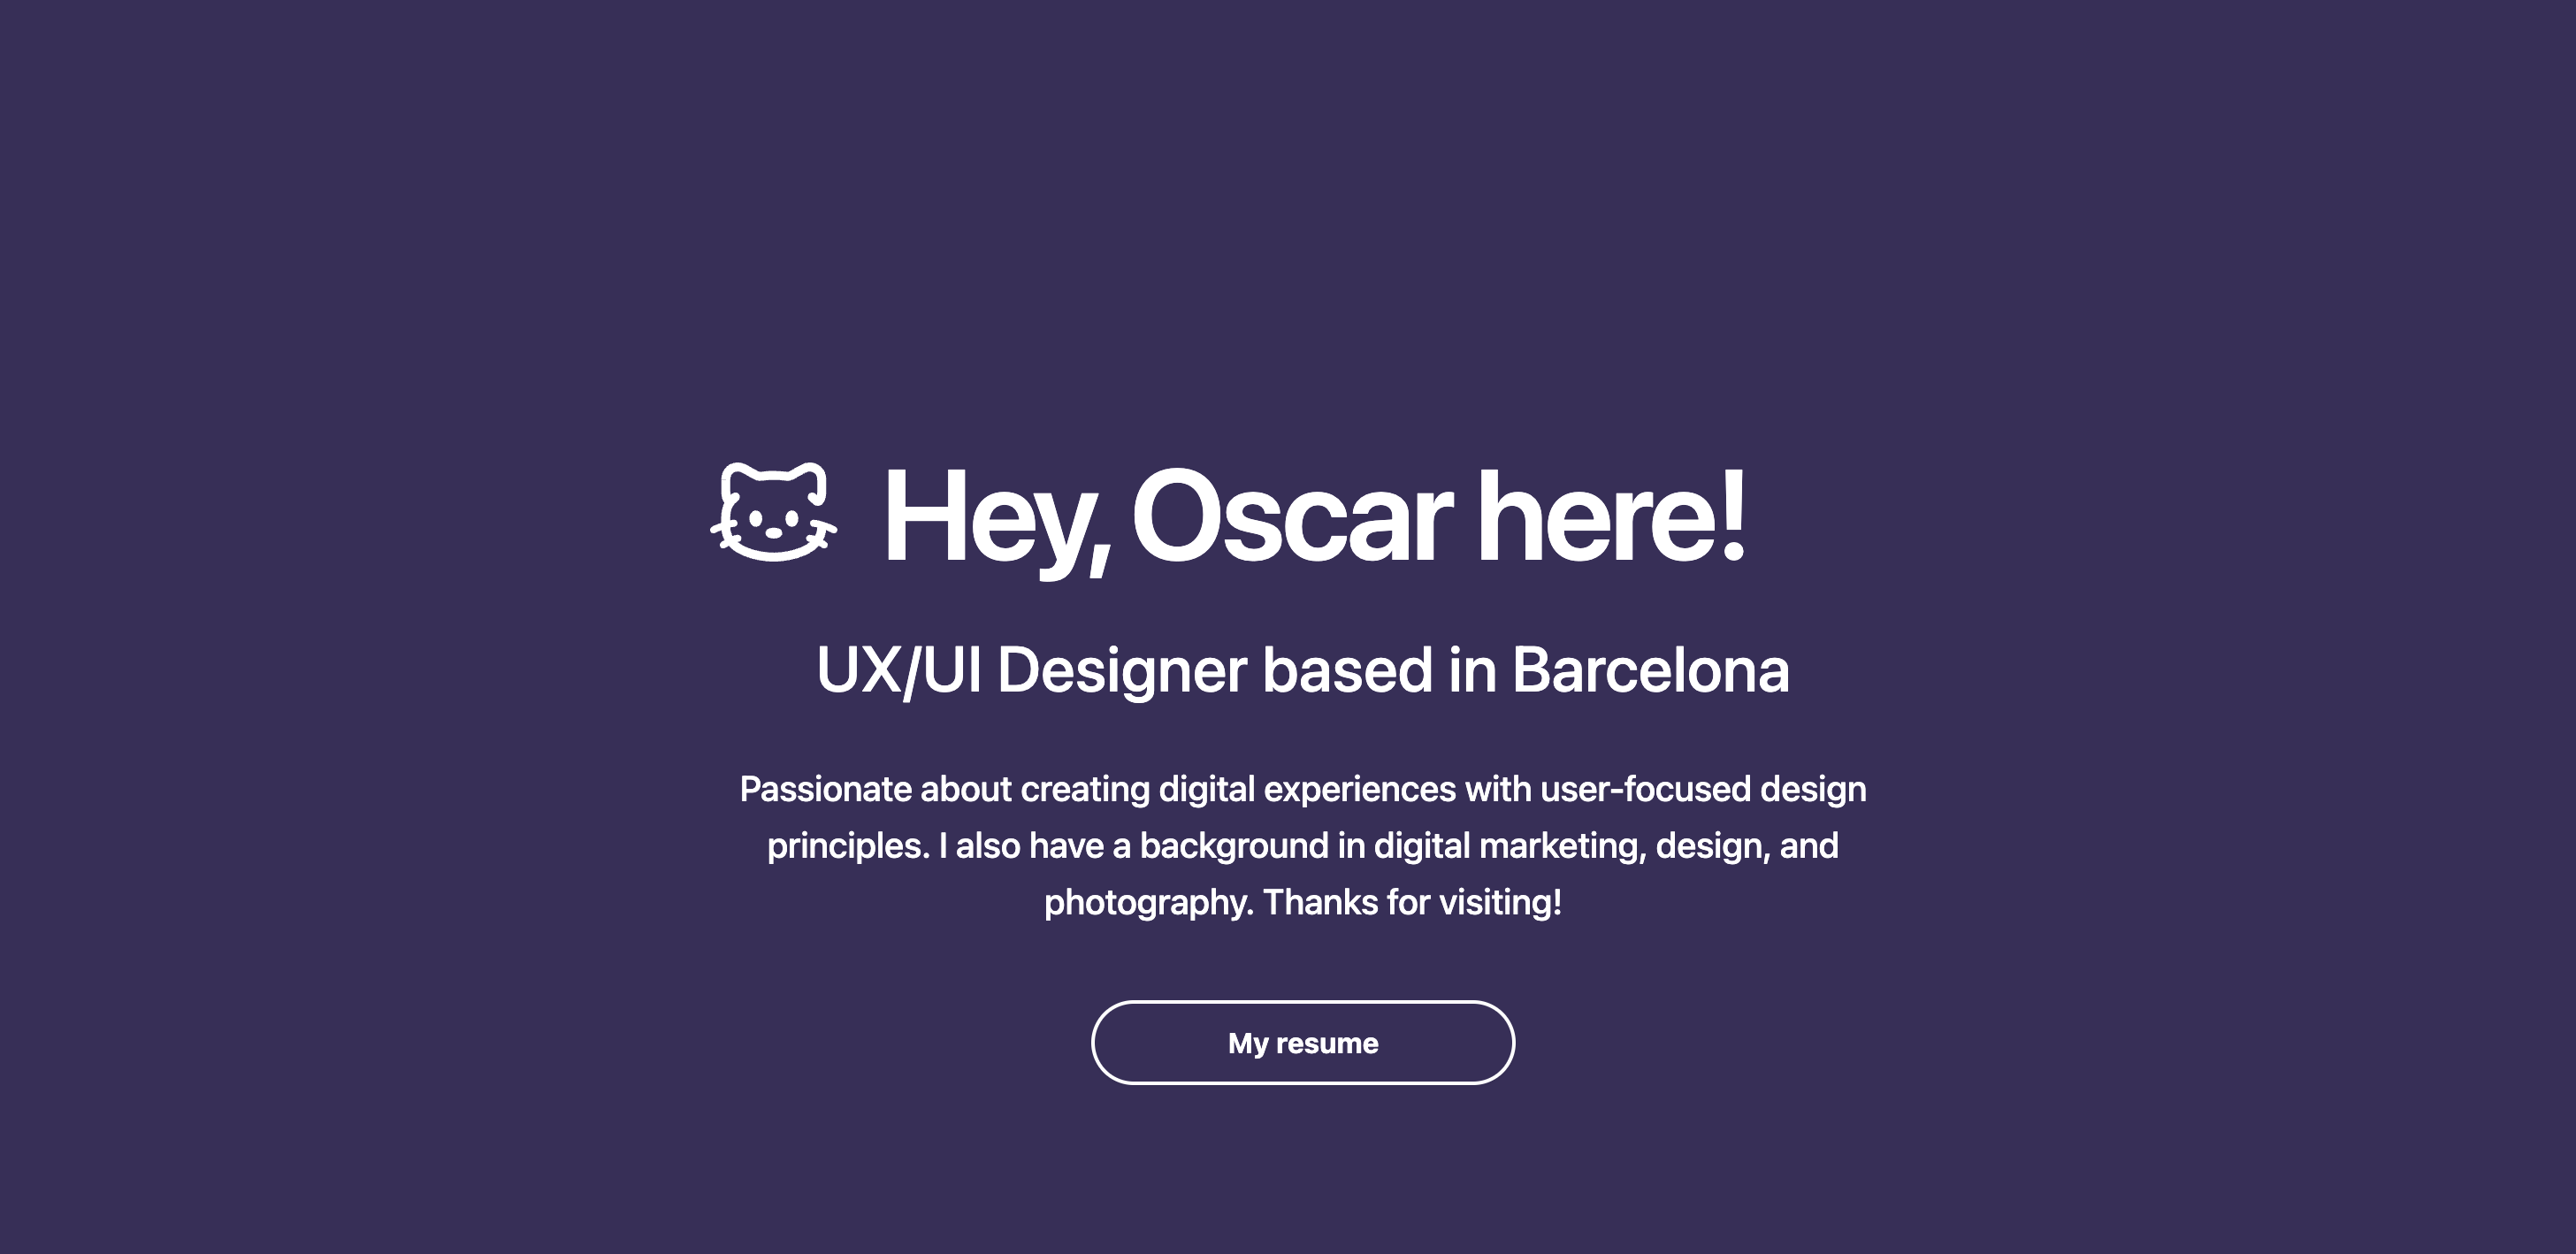 Hey, Oscar here!
UX/UI Designer based in Barcelona
Passionate about creating digital experiences with user-focused design
principles. I also have a background in digital marketing, design, and
photography. Thanks for visiting!
My resume